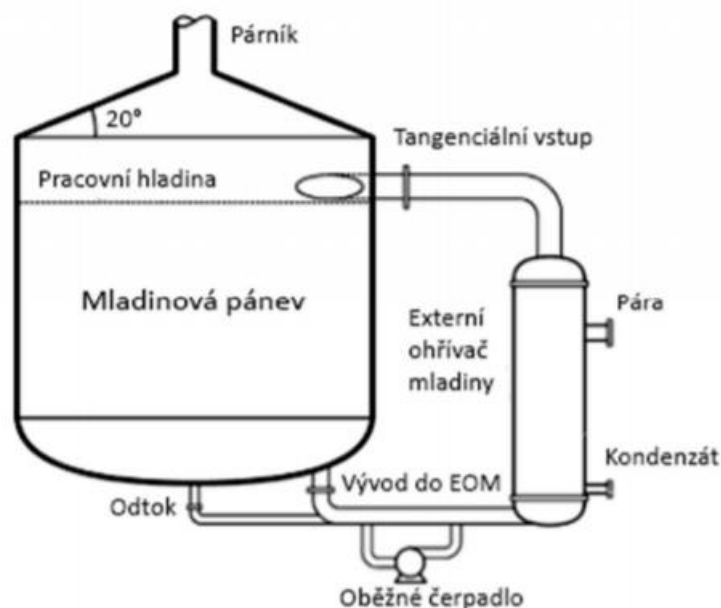 Párník
20°
Tangenciální vstup
Pracovní hladina
Mladinová pánev
Externí
ohřívač
mladiny
Pára
Kondenzát
Vývod do EOM
Odtok
Oběžné čerpadlo